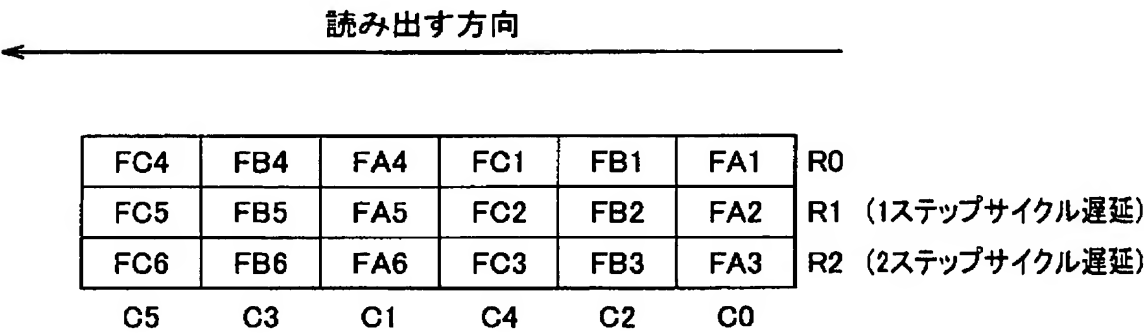 読み出す方向
FC4 FB4 FA4 FC1 FB1 FA1 R0
FC5 FB5 FA5 FC2 FB2 FA2 R1 (1ステップサイクル遅延)
FC6 FB6 FA6 FC3 FB3 FA3 R2 (2ステップサイクル遅延)
C5 C3 C1 C4 C2 C0